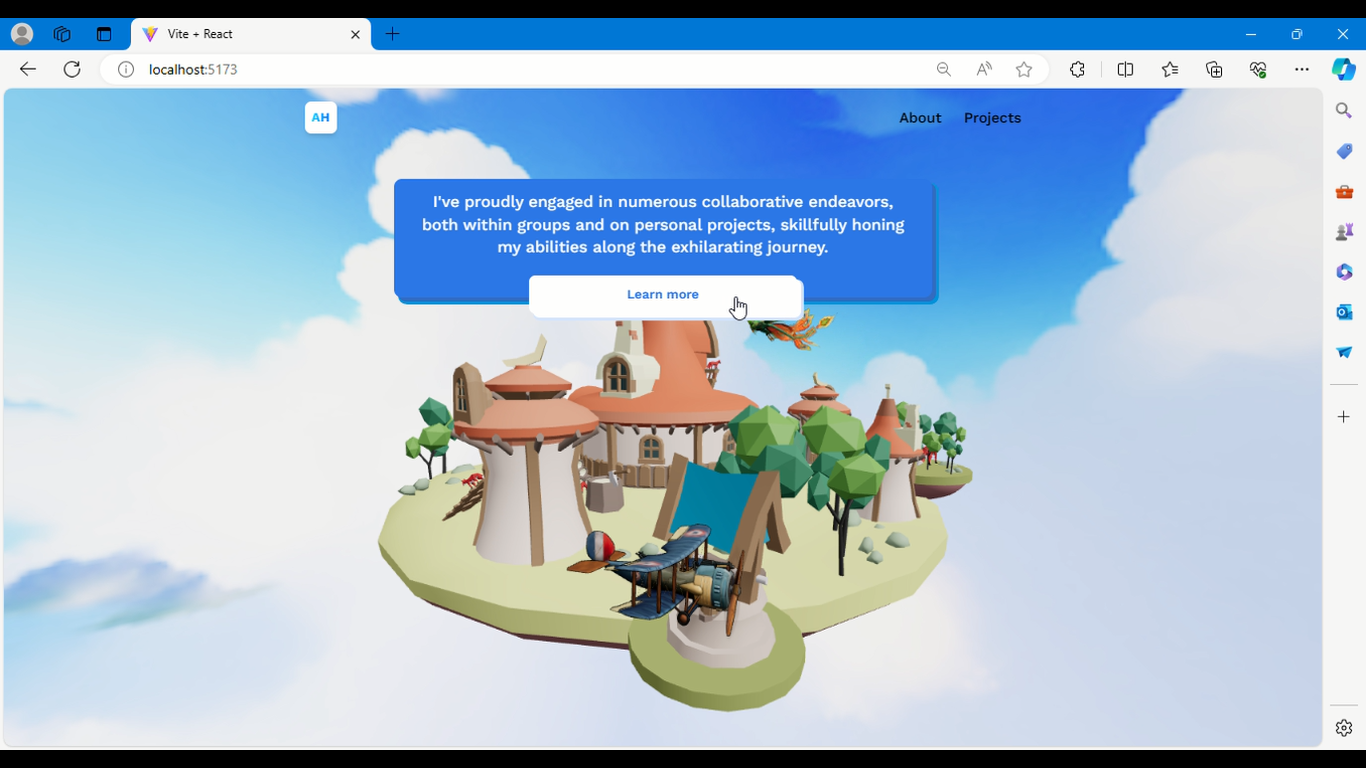 Vite + React
localhost:5173
AH
About
Projects
I've proudly engaged in numerous collaborative endeavors,
both within groups and on personal projects, skillfully honing
my abilities along the exhilarating journey.
Learn more